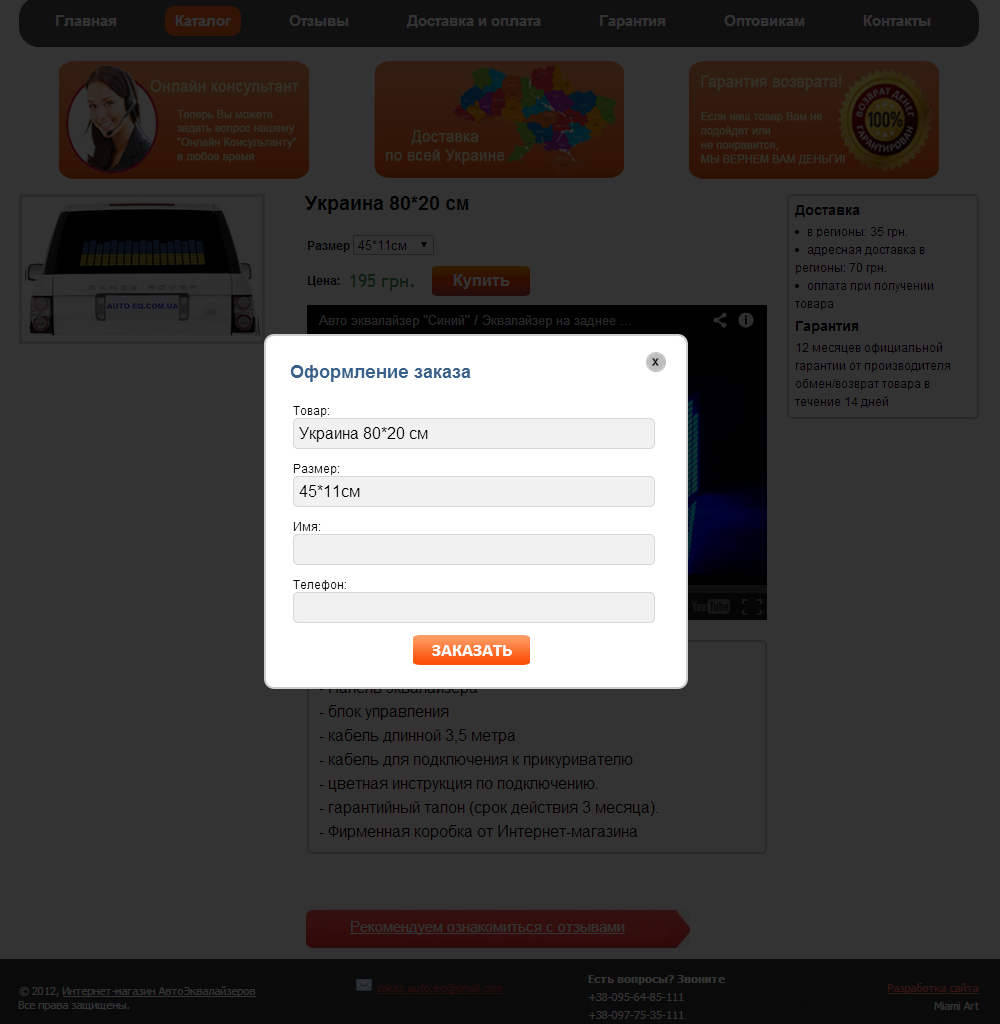 Главная
Каталог
Отзывы
Доставка и оплата
Гарантия
Оптовикам
Контакты
Онлайн консультант
Теперь Вы можете
задать вопрос нашему
"Онлайн Консультанту"
в любое время
Доставка
по всей Украине
Гарантия возврата!
Если наш товар Вам не
подойдет или
не понравится,
МЫ ВЕРНЕМ ВАМ ДЕНЬГИ!
ВОЗВРАТ ДЕНЕГ
100%
ГАРАНТИРОВАН
RANGE ROVER
AUTO-EQ.COM.UA
Украина 80*20 см
Размер 45*11см
Цена: 195 грн. Купить
Авто эквалайзер "Синий" / Эквалайзер на заднее ...
YouTube
Доставка
• в регионы: 35 грн.
• адресная доставка в
регионы: 70 грн.
• оплата при получении
товара
Гарантия
12 месяцев официальной
гарантии от производителя
обмен/возврат товара в
течение 14 дней
Оформление заказа
x
Товар:
Украина 80*20 см
Размер:
45*11см
Имя:
Телефон:
ЗАКАЗАТЬ
- Панель эквалайзера
- блок управления
- кабель длинной 3,5 метра
- кабель для подключения к прикуривателю
- цветная инструкция по подключению.
- гарантийный талон (срок действия 3 месяца).
- Фирменная коробка от Интернет-магазина
Рекомендуем ознакомиться с отзывами
© 2012, Интернет-магазин АвтоЭквалайзеров
Все права защищены.
zakaz.auto.eq@gmail.com
Есть вопросы? Звоните
+38-095-64-85-111
+38-097-75-35-111
Разработка сайта
Miami Art